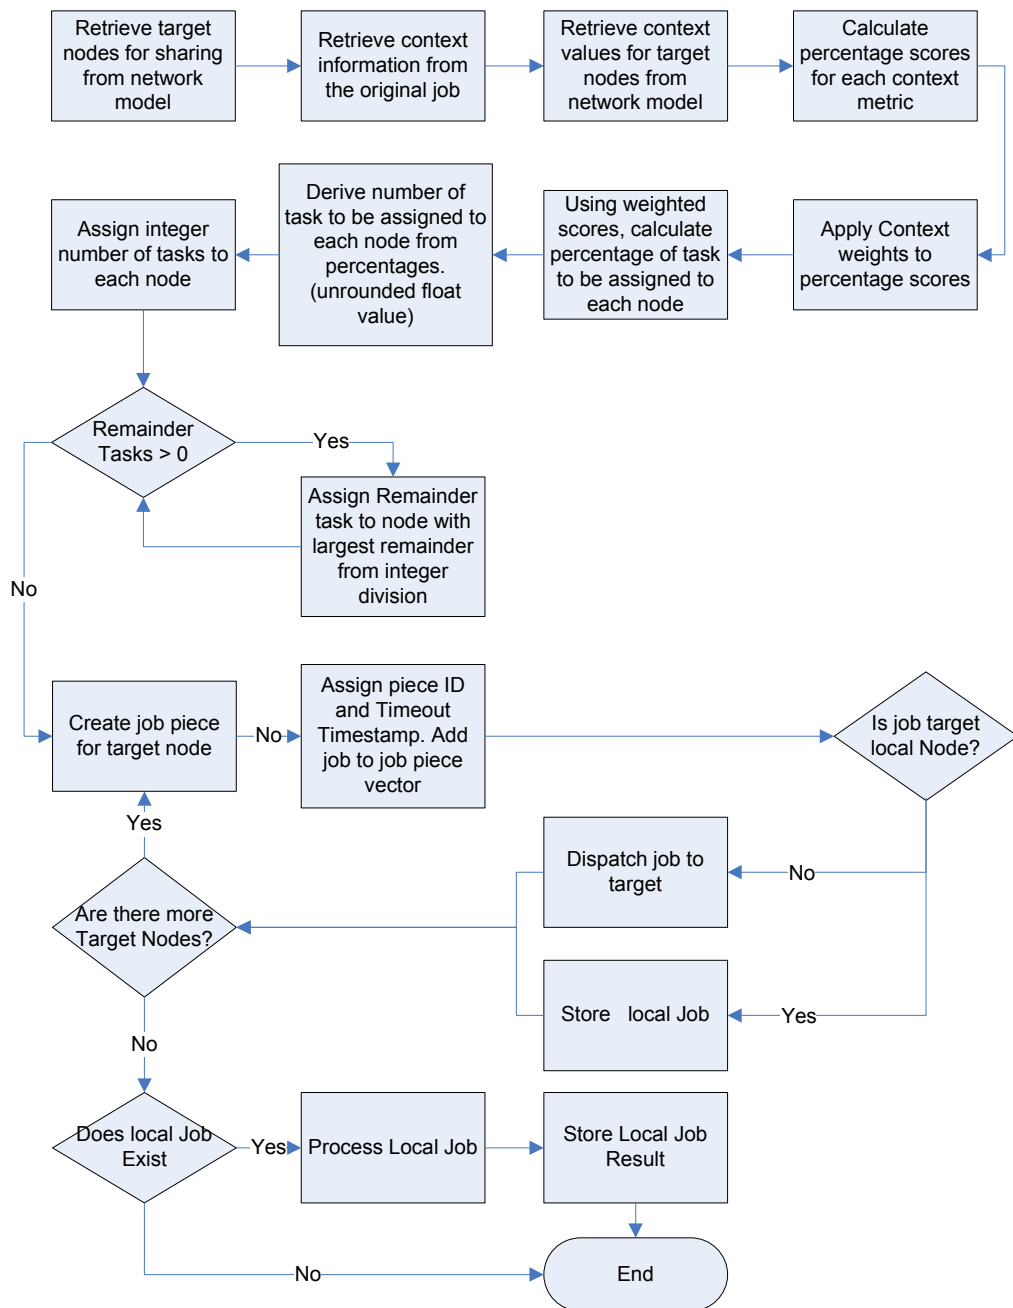 Retrieve target
nodes for sharing
from network
model
Retrieve context
information from
the original job
Retrieve context
values for target
nodes from
network model
Calculate
percentage scores
for each context
metric
Assign integer
number of tasks to
each node
Derive number of
task to be assigned to
each node from
percentages.
(unrounded float
value)
Using weighted
scores, calculate
percentage of task
to be assigned to
each node
Apply Context
weights to
percentage scores
Remainder
Tasks > 0
Yes
Assign Remainder
task to node with
largest remainder
from integer
division
No
Create job piece
for target node
No
Assign piece ID
and Timeout
Timestamp. Add
job to job piece
vector
Is job target
local Node?
Yes
Dispatch job to
target
No
Are there more
Target Nodes?
Store local Job
Yes
No
Does local Job
Exist
Yes
Process Local Job
Store Local Job
Result
No
End